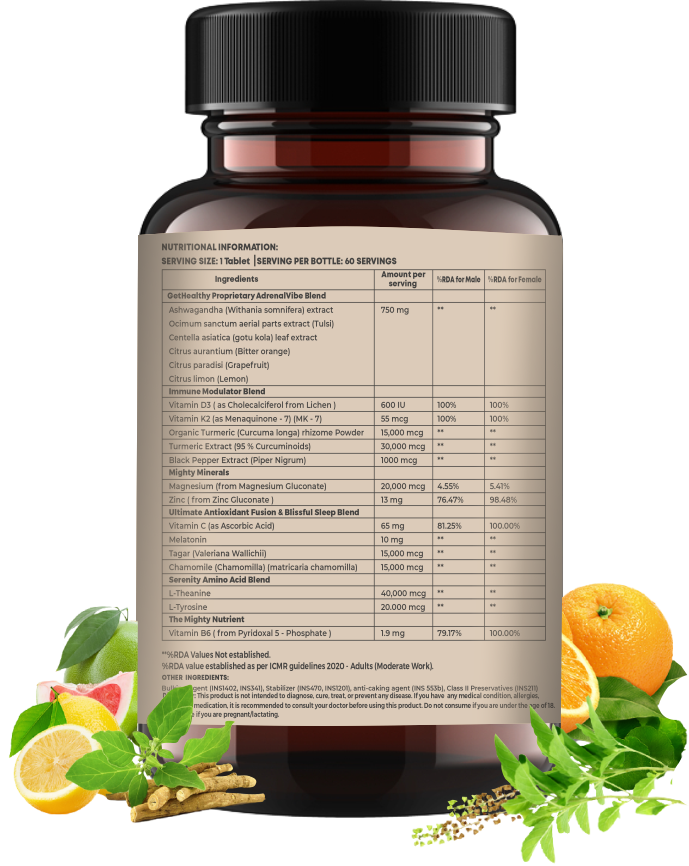 NUTRITIONAL INFORMATION:
SERVING SIZE: 1 Tablet | SERVING PER BOTTLE: 60 SERVINGS
Ingredients Amount per serving %RDA for Male %RDA for Female
GetHealthy Proprietary AdrenalVibe Blend
Ashwagandha (Withania somnifera) extract 750 mg ** **
Ocimum sanctum aerial parts extract (Tulsi)
Centella asiatica (gotu kola) leaf extract
Citrus aurantium (Bitter orange)
Citrus paradisi (Grapefruit)
Citrus limon (Lemon)
Immune Modulator Blend
Vitamin D3 ( as Cholecalciferol from Lichen ) 600 IU 100% 100%
Vitamin K2 (as Menaquinone - 7) (MK - 7) 55 mcg 100% 100%
Organic Turmeric (Curcuma longa) rhizome Powder 15,000 mcg ** **
Turmeric Extract (95 % Curcuminoids) 30,000 mcg ** **
Black Pepper Extract (Piper Nigrum) 1000 mcg ** **
Mighty Minerals
Magnesium (from Magnesium Gluconate) 20,000 mcg 4.55% 5.41%
Zinc ( from Zinc Gluconate ) 13 mg 76.47% 98.48%
Ultimate Antioxidant Fusion & Blissful Sleep Blend
Vitamin C (as Ascorbic Acid) 65 mg 81.25% 100.00%
Melatonin 10 mg ** **
Tagar (Valeriana Wallichii) 15,000 mcg ** **
Chamomile (Chamomilla) (matricaria chamomilla) 15,000 mcg ** **
Serenity Amino Acid Blend
L-Theanine 40,000 mcg ** **
L-Tyrosine 20.000 mcg ** **
The Mighty Nutrient
Vitamin B6 ( from Pyridoxal 5 - Phosphate ) 1.9 mg 79.17% 100.00%
**%RDA Values Not established.
%RDA value established as per ICMR guidelines 2020 - Adults (Moderate Work).
OTHER INGREDIENTS:
(INS1402, INS341), Stabilizer (INS470, INS1201), anti-caking agent (INS 553b), Class II Preservatives (INS211)
This product is not intended to diagnose, cure, treat, or prevent any disease. If you have any medical condition, allergies,
medication, it is recommended to consult your doctor before using this product. Do not consume if you are under the age of 18.
if you are pregnant/lactating.